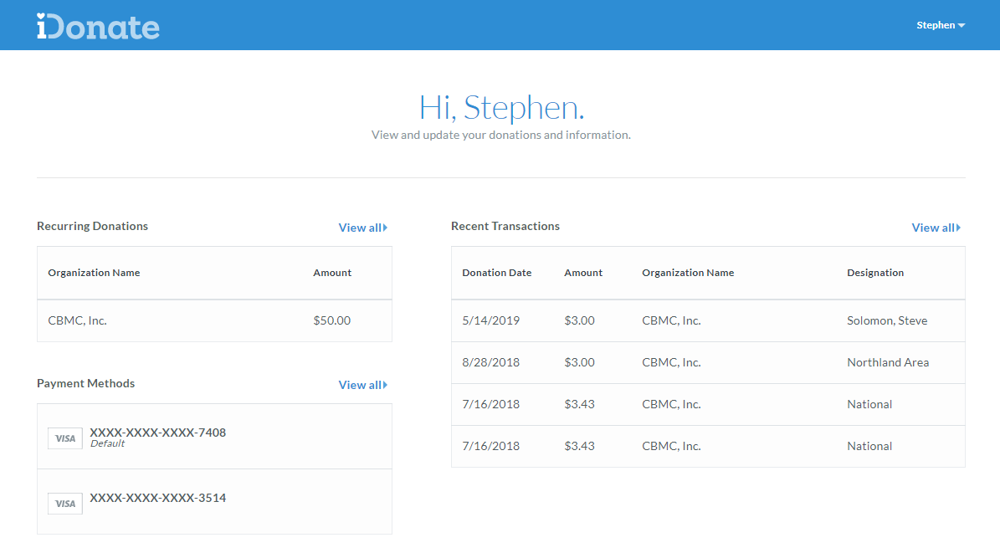 iDonate
Stephen
Hi, Stephen.
View and update your donations and information.
Recurring Donations View all
Organization Name Amount
CBMC, Inc. $50.00
Payment Methods View all
VISA XXXX-XXXX-XXXX-7408
Default
VISA XXXX-XXXX-XXXX-3514
Recent Transactions View all
Donation Date Amount Organization Name Designation
5/14/2019 $3.00 CBMC, Inc. Solomon, Steve
8/28/2018 $3.00 CBMC, Inc. Northland Area
7/16/2018 $3.43 CBMC, Inc. National
7/16/2018 $3.43 CBMC, Inc. National